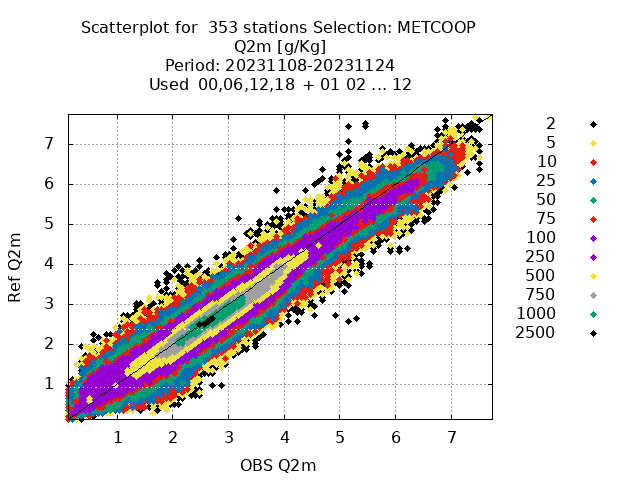 Scatterplot for  353 stations Selection: METCOOP
Q2m [g/Kg]
Period: 20231108-20231124
Used  00,06,12,18  + 01 02 ... 12
Ref Q2m
7
6
5
4
3
2
1
1 2 3 4 5 6 7
OBS Q2m
2
5
10
25
50
75
100
250
500
750
1000
2500